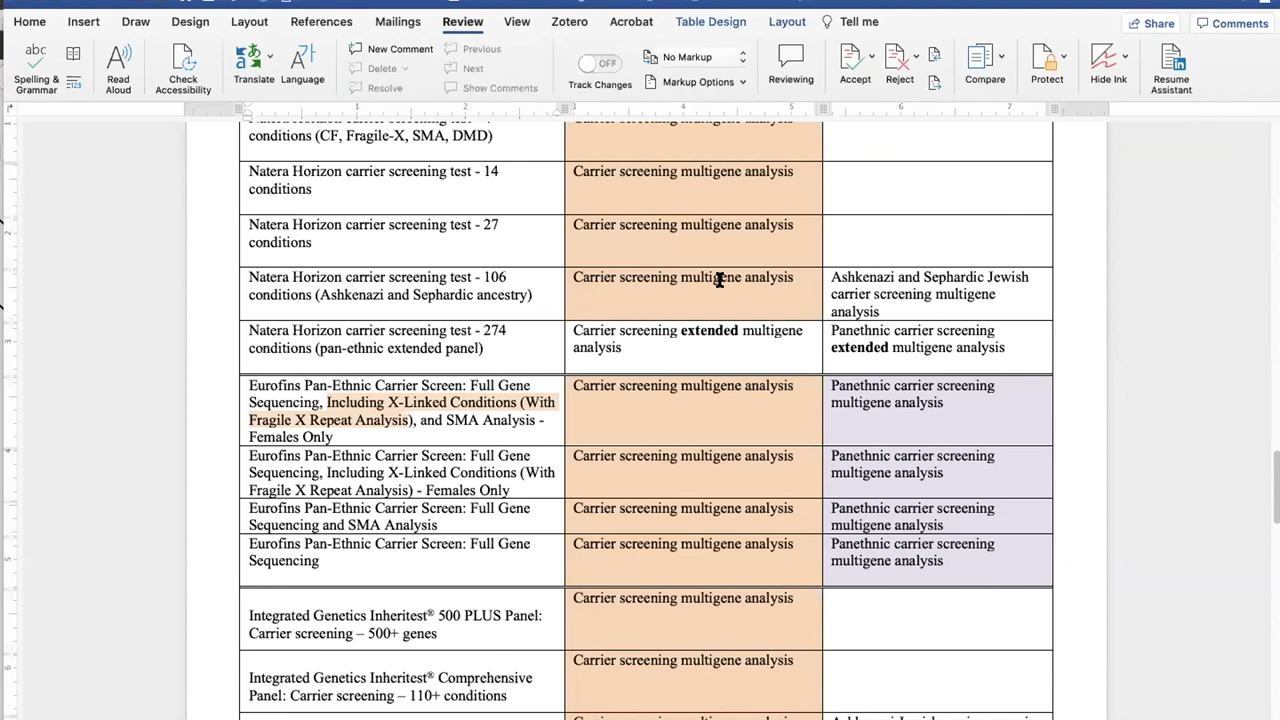 Home Insert Draw Design Layout References Mailings Review View Zotero Acrobat Table Design Layout Tell me Share Comments
abc
Spelling & Grammar
Read Aloud
Check Accessibility
Translate
Language
New Comment
Delete
Resolve
Previous
Next
Show Comments
OFF
Track Changes
No Markup
Markup Options
Reviewing
Accept
Reject
Compare
Protect
Hide Ink
Resume Assistant
1 2 3 4 5 6 7
conditions (CF, Fragile-X, SMA, DMD)
Carrier screening multigene analysis
Natera Horizon carrier screening test - 14
conditions
Carrier screening multigene analysis
Natera Horizon carrier screening test - 27
conditions
Carrier screening multigene analysis
Natera Horizon carrier screening test - 106
conditions (Ashkenazi and Sephardic ancestry)
Carrier screening multigene analysis
Ashkenazi and Sephardic Jewish
carrier screening multigene
analysis
Natera Horizon carrier screening test - 274
conditions (pan-ethnic extended panel)
Carrier screening extended multigene
analysis
Panethnic carrier screening
extended multigene analysis
Eurofins Pan-Ethnic Carrier Screen: Full Gene
Sequencing, Including X-Linked Conditions (With
Fragile X Repeat Analysis), and SMA Analysis -
Females Only
Carrier screening multigene analysis
Panethnic carrier screening
multigene analysis
Eurofins Pan-Ethnic Carrier Screen: Full Gene
Sequencing, Including X-Linked Conditions (With
Fragile X Repeat Analysis) - Females Only
Carrier screening multigene analysis
Panethnic carrier screening
multigene analysis
Eurofins Pan-Ethnic Carrier Screen: Full Gene
Sequencing and SMA Analysis
Carrier screening multigene analysis
Panethnic carrier screening
multigene analysis
Eurofins Pan-Ethnic Carrier Screen: Full Gene
Sequencing
Carrier screening multigene analysis
Panethnic carrier screening
multigene analysis
Integrated Genetics Inheritest® 500 PLUS Panel:
Carrier screening – 500+ genes
Carrier screening multigene analysis
Integrated Genetics Inheritest® Comprehensive
Panel: Carrier screening – 110+ conditions
Carrier screening multigene analysis